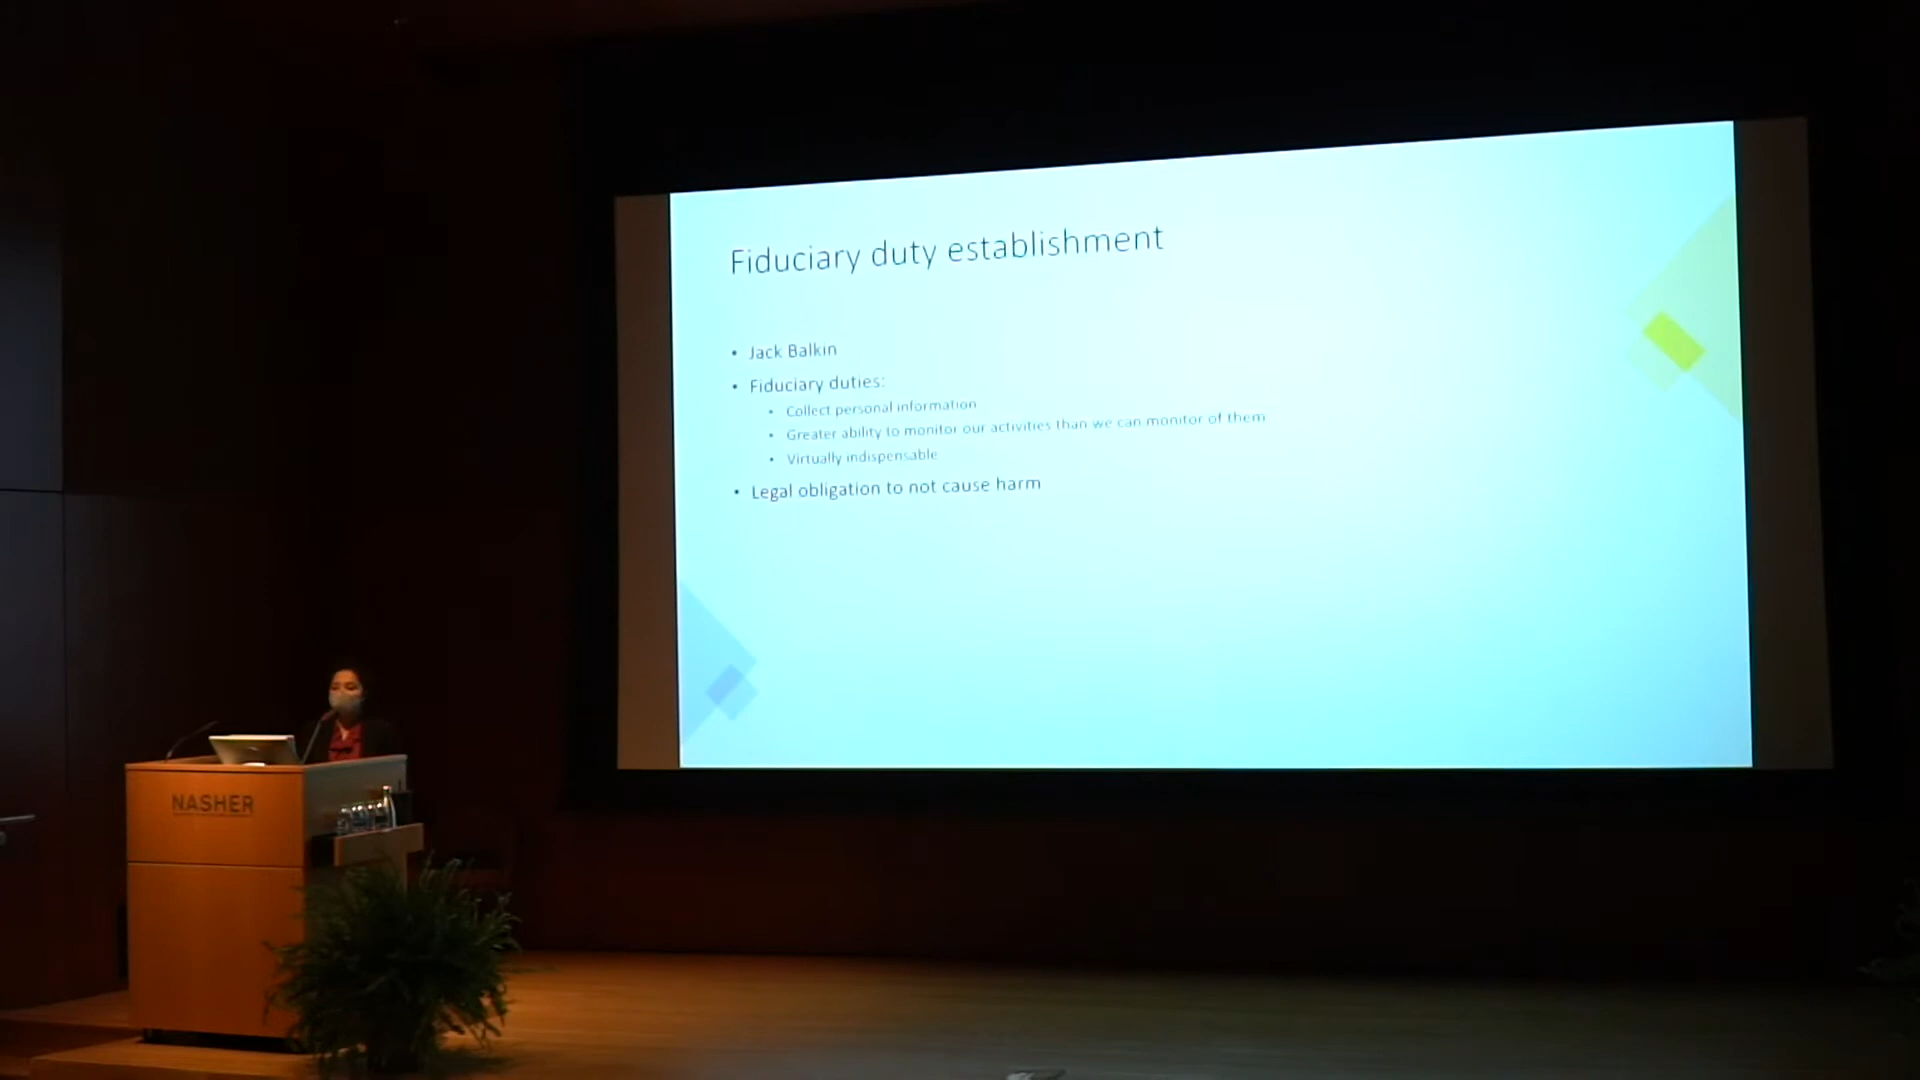 Fiduciary duty establishment
• Jack Balkin
• Fiduciary duties:
• Collect personal information
• Greater ability to monitor our activities than we can monitor of them
• Virtually indispensable
• Legal obligation to not cause harm
NASHER